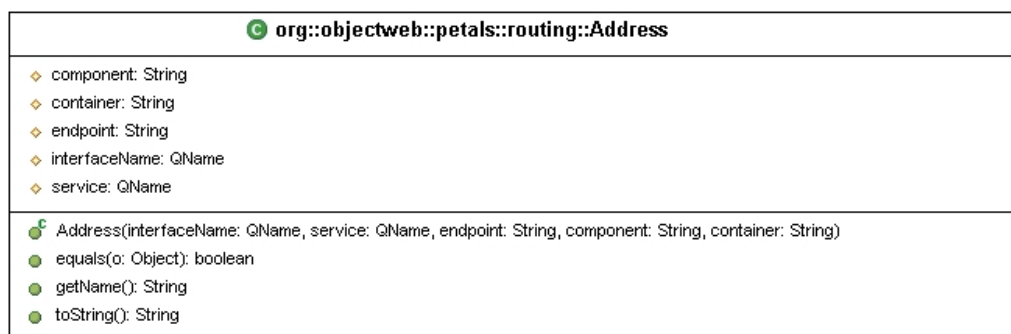 C org::objectweb::petals::routing::Address
component: String
container: String
endpoint: String
interfaceName: QName
service: QName
C Address(interfaceName: QName, service: QName, endpoint: String, component: String, container: String)
equals(o: Object): boolean
getName(): String
toString(): String